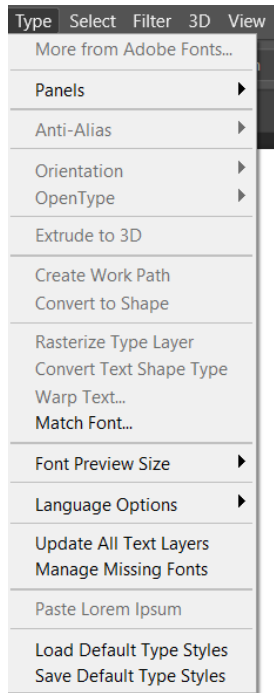 Type Select Filter 3D View
More from Adobe Fonts...
Panels
Anti-Alias
Orientation
OpenType
Extrude to 3D
Create Work Path
Convert to Shape
Rasterize Type Layer
Convert Text Shape Type
Warp Text...
Match Font...
Font Preview Size
Language Options
Update All Text Layers
Manage Missing Fonts
Paste Lorem Ipsum
Load Default Type Styles
Save Default Type Styles